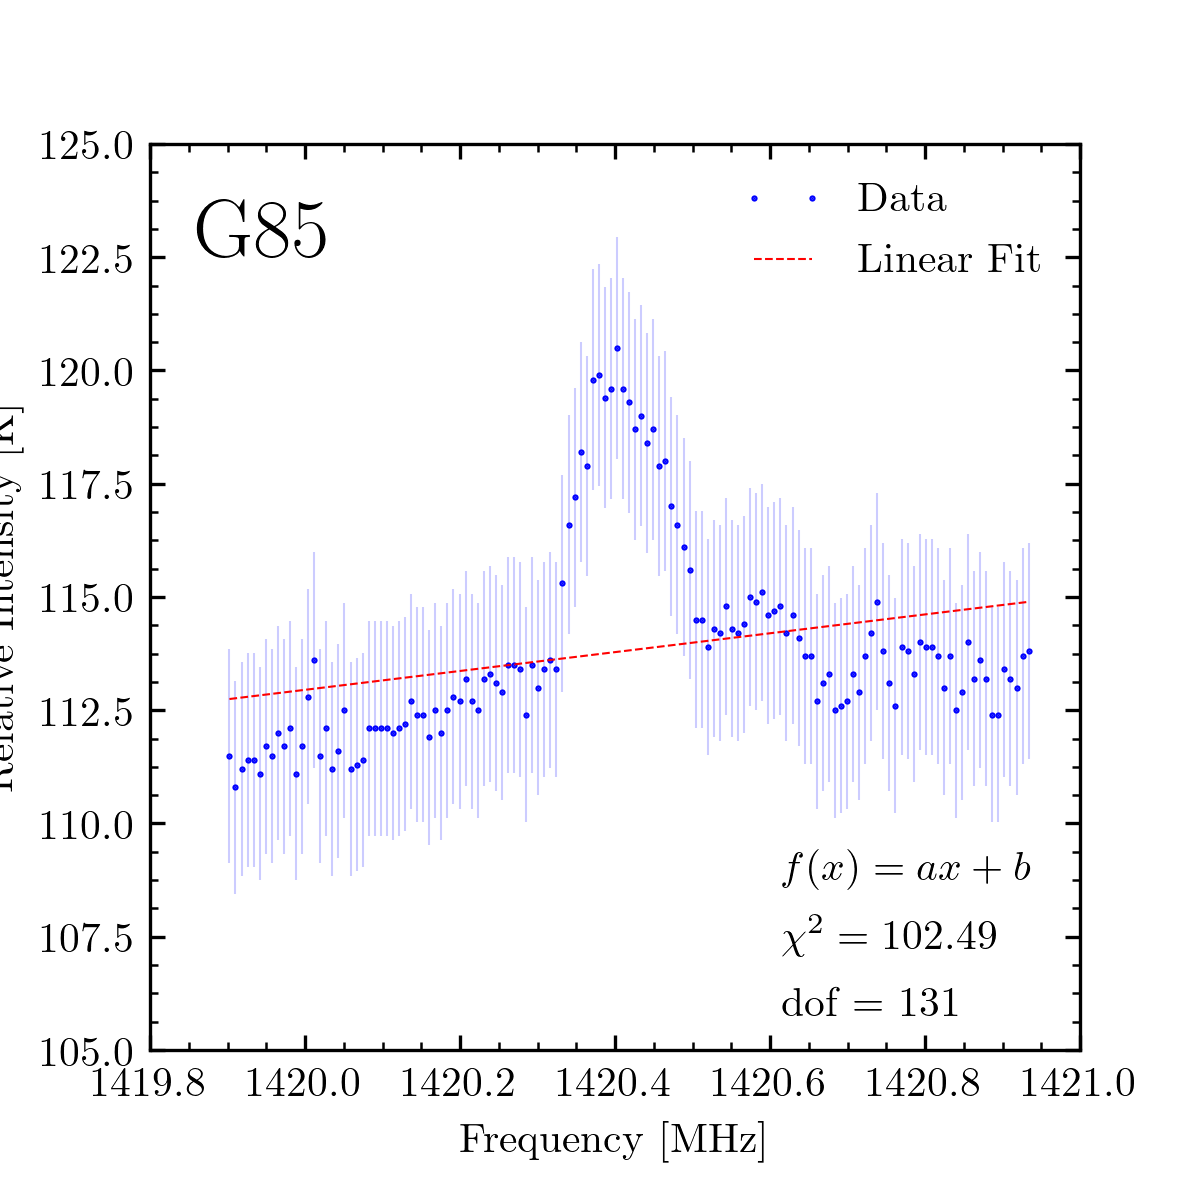 G85
Data
Linear Fit
125.0
122.5
120.0
117.5
115.0
112.5
110.0
107.5
105.0
Relative Intensity [K]
f(x) = ax + b
χ² = 102.49
dof = 131
1419.8 1420.0 1420.2 1420.4 1420.6 1420.8 1421.0
Frequency [MHz]